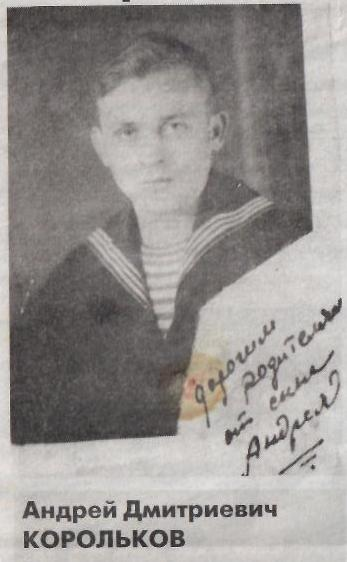 дорогим
родителям
от сына
Андрея
Андрей Дмитриевич
КОРОЛЬКОВ